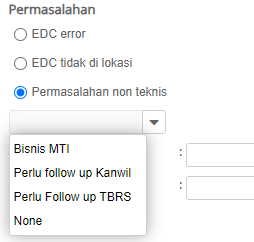 Permasalahan
EDC error
EDC tidak di lokasi
Permasalahan non teknis
Bisnis MTI
:
Perlu follow up Kanwil
Perlu Follow up TBRS
:
None